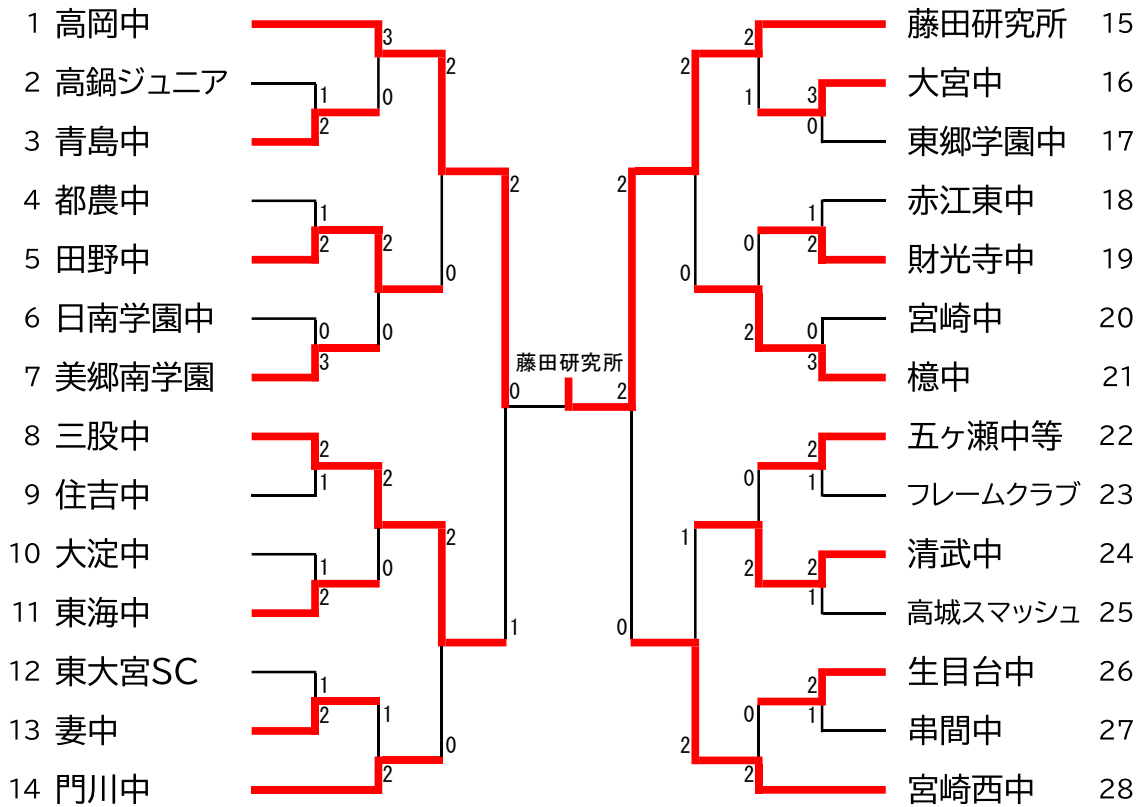 1 高岡中
2 高鍋ジュニア
3 青島中
4 都農中
5 田野中
6 日南学園中
7 美郷南学園
8 三股中
9 住吉中
10 大淀中
11 東海中
12 東大宮SC
13 妻中
14 門川中
3
0
1
2
1
2
2
0
0
3
2
1
2
0
1
2
1
2
1
2
2
0
2
0
2
1
0
藤田研究所
2
2
0
2
0
2
1
2
1
3
0
1
2
0
2
0
3
2
1
0
2
2
1
2
1
0
2
藤田研究所 15
大宮中 16
東郷学園中 17
赤江東中 18
財光寺中 19
宮崎中 20
檍中 21
五ヶ瀬中等 22
フレームクラブ 23
清武中 24
高城スマッシュ 25
生目台中 26
串間中 27
宮崎西中 28